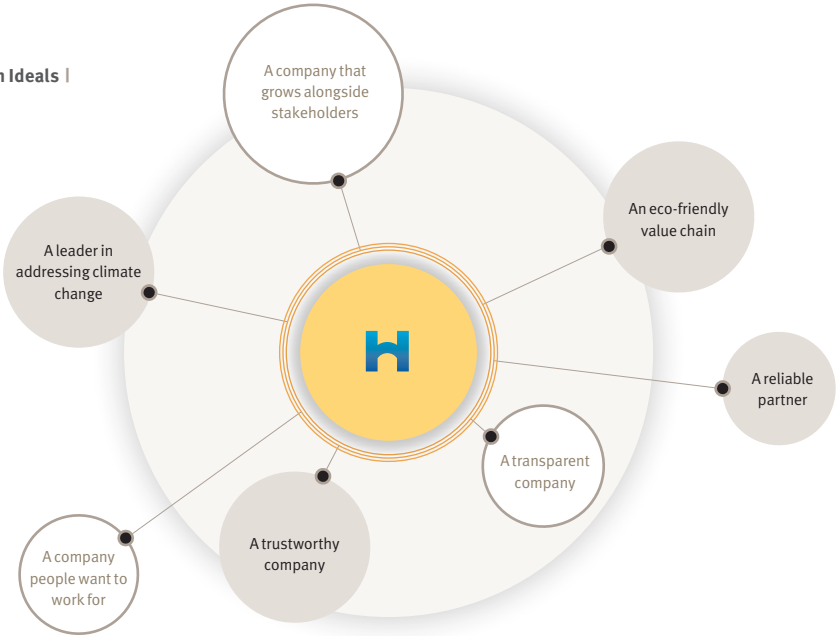 Ideals |
A company that
grows alongside
stakeholders
An eco-friendly
value chain
A leader in
addressing climate
change
H
A reliable
partner
A transparent
company
A trustworthy
company
A company
people want to
work for